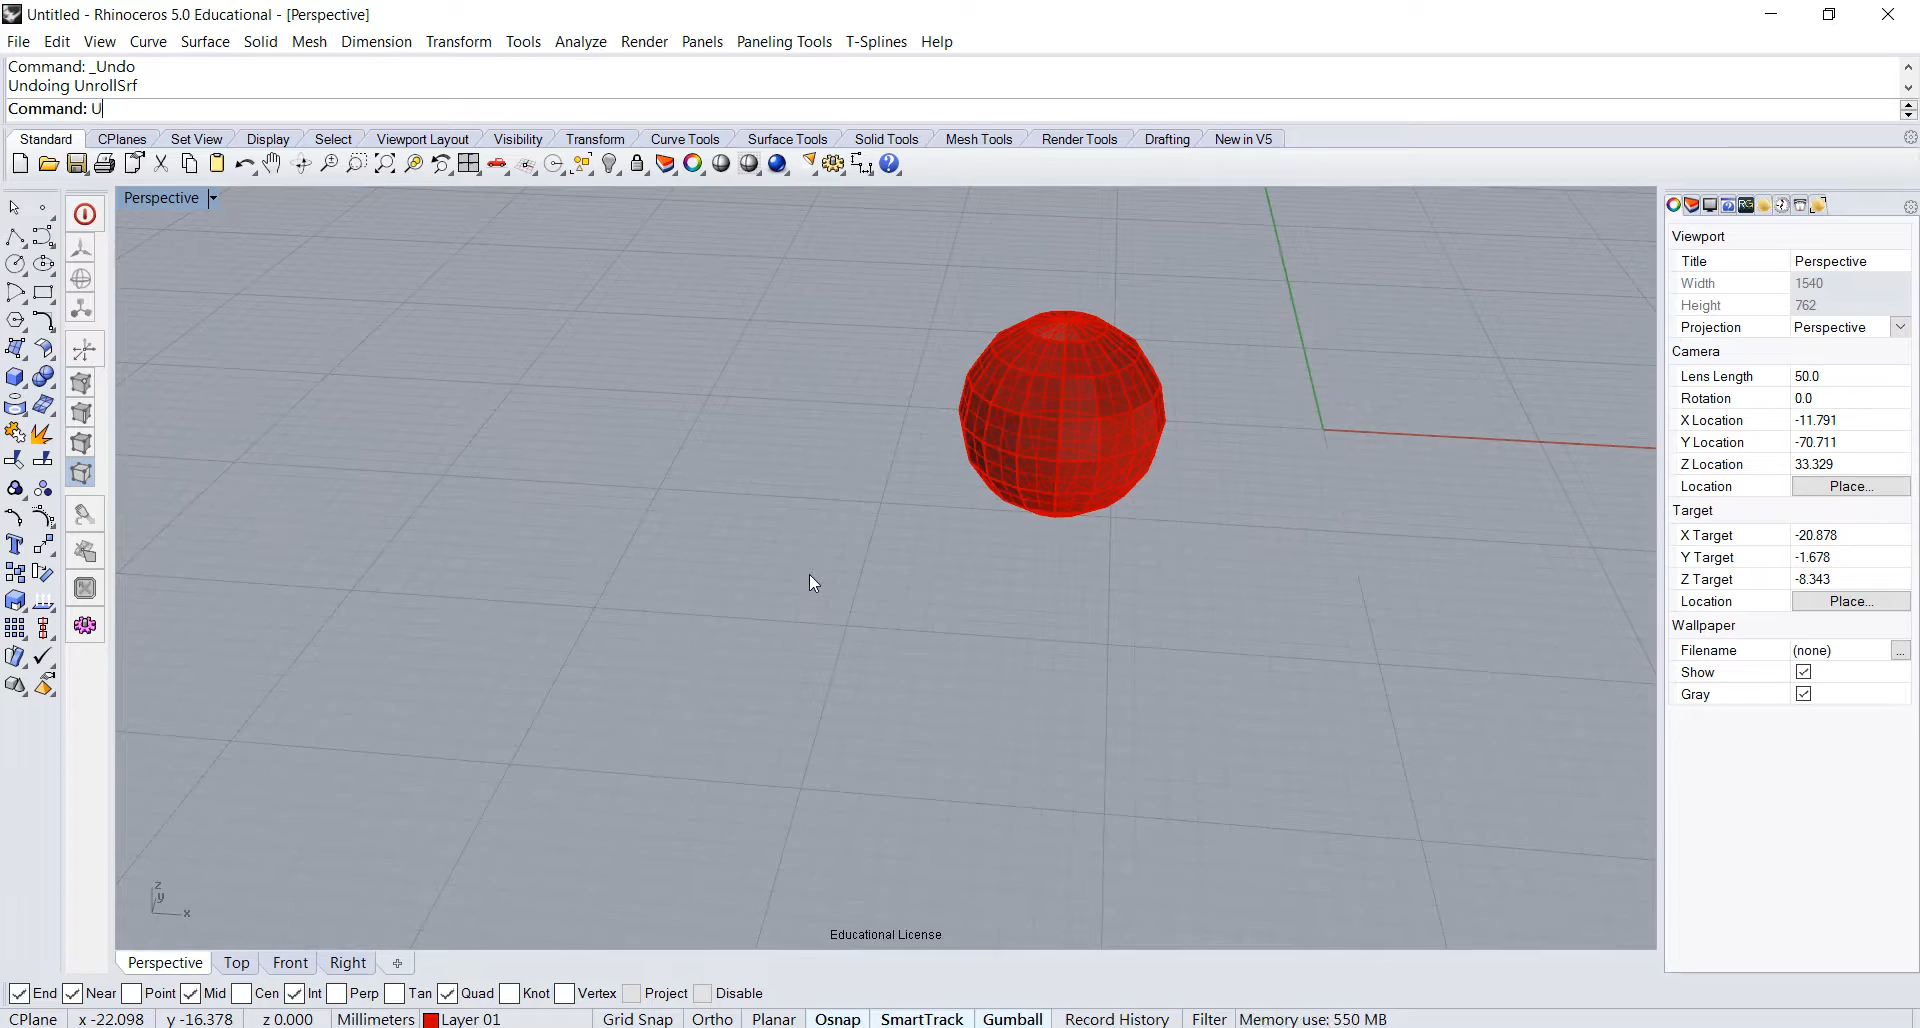 Untitled - Rhinoceros 5.0 Educational - [Perspective]
File Edit View Curve Surface Solid Mesh Dimension Transform Tools Analyze Render Panels Paneling Tools T-Splines Help
Command: _Undo
Undoing UnrollSrf
Command: U
Standard CPlanes Set View Display Select Viewport Layout Visibility Transform Curve Tools Surface Tools Solid Tools Mesh Tools Render Tools Drafting New in V5
Perspective
Viewport
Title Perspective
Width 1540
Height 762
Projection Perspective
Camera
Lens Length 50.0
Rotation 0.0
X Location -11.791
Y Location -70.711
Z Location 33.329
Location Place...
Target
X Target -20.878
Y Target -1.678
Z Target -8.343
Location Place...
Wallpaper
Filename (none) ...
Show
Gray
z
y
x
Educational License
Perspective Top Front Right
End Near Point Mid Cen Int Perp Tan Quad Knot Vertex Project Disable
CPlane x -22.098 y -16.378 z 0.000 Millimeters Layer 01 Grid Snap Ortho Planar Osnap SmartTrack Gumball Record History Filter Memory use: 550 MB